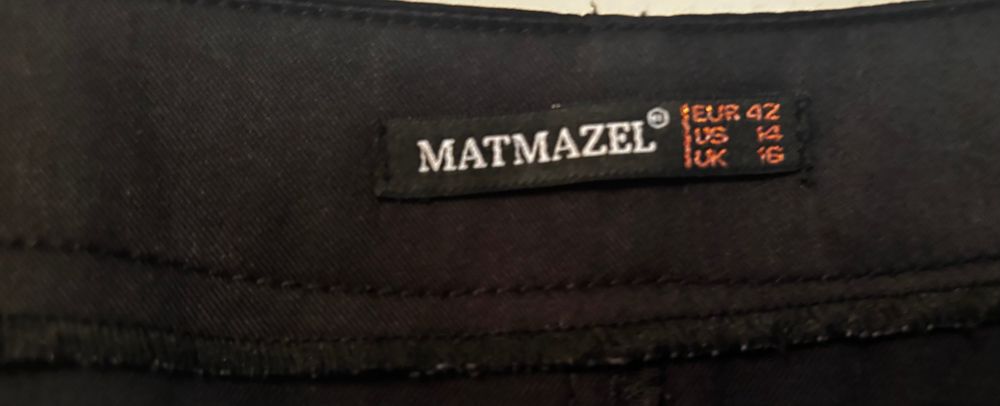 MATMAZEL®
EUR 42
US 14
UK 16